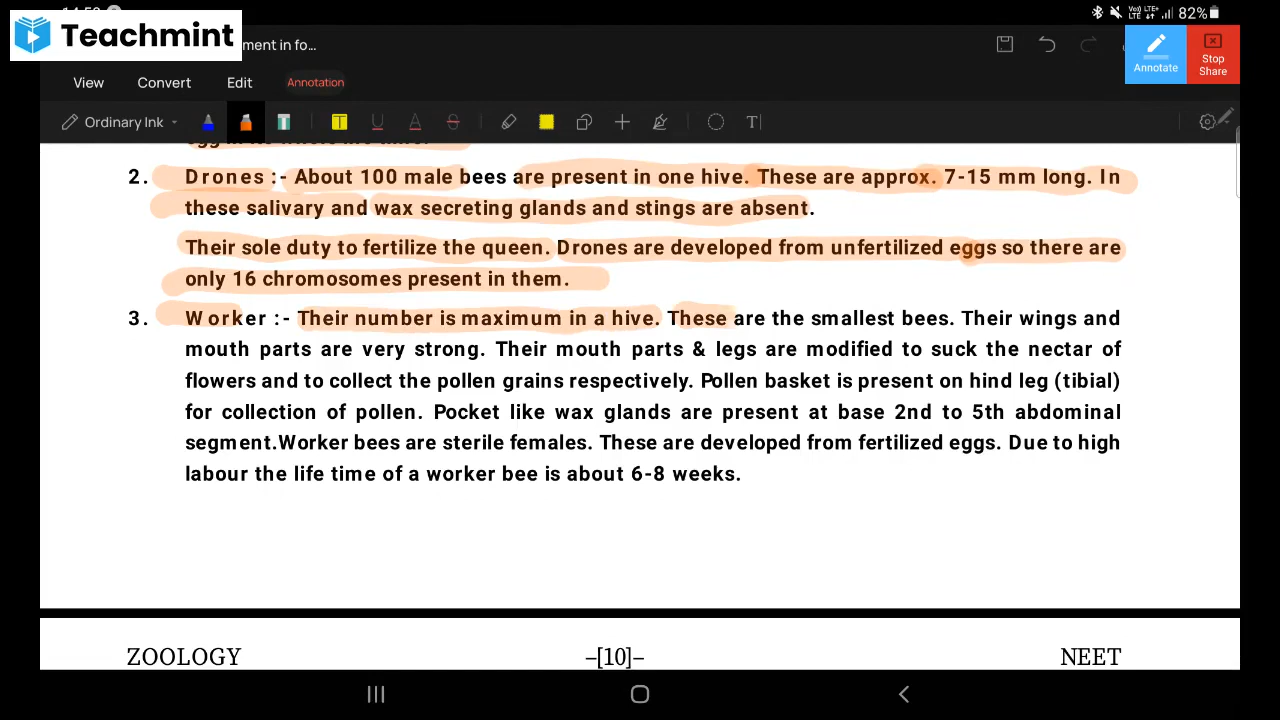 Teachmint
82%
ment in fo...
Annotate
Stop
Share
View Convert Edit Annotation
Ordinary Ink
2. Drones :- About 100 male bees are present in one hive. These are approx. 7-15 mm long. In
these salivary and wax secreting glands and stings are absent.
Their sole duty to fertilize the queen. Drones are developed from unfertilized eggs so there are
only 16 chromosomes present in them.
3. Worker :- Their number is maximum in a hive. These are the smallest bees. Their wings and
mouth parts are very strong. Their mouth parts & legs are modified to suck the nectar of
flowers and to collect the pollen grains respectively. Pollen basket is present on hind leg (tibial)
for collection of pollen. Pocket like wax glands are present at base 2nd to 5th abdominal
segment.Worker bees are sterile females. These are developed from fertilized eggs. Due to high
labour the life time of a worker bee is about 6-8 weeks.
ZOOLOGY –[10]– NEET